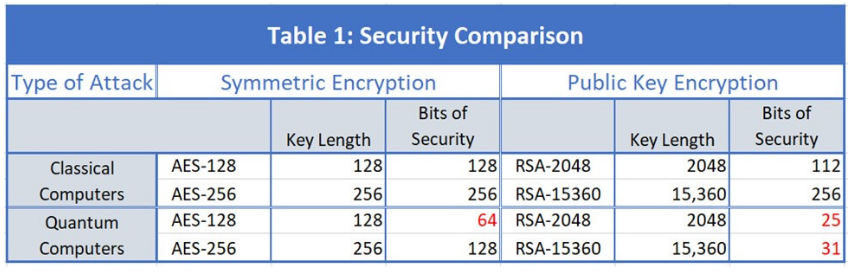 Table 1: Security Comparison
Type of Attack Symmetric Encryption Public Key Encryption
Key Length Bits of Security Key Length Bits of Security
Classical Computers AES-128 128 128 RSA-2048 2048 112
AES-256 256 256 RSA-15360 15,360 256
Quantum Computers AES-128 128 64 RSA-2048 2048 25
AES-256 256 128 RSA-15360 15,360 31